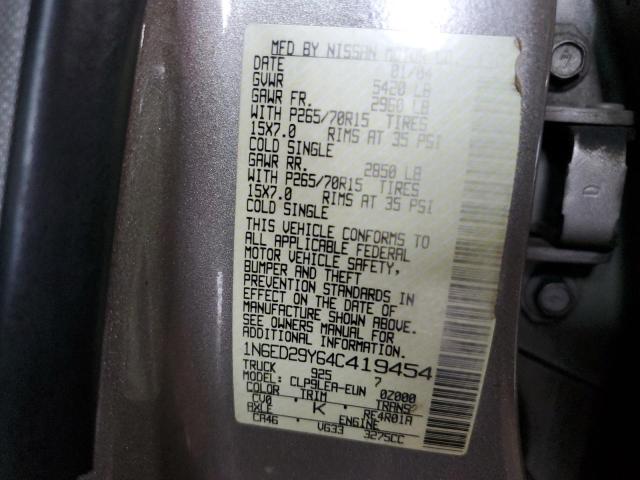 MFD BY NISSAN MOTOR CO.
DATE 01/04
GVWR 5420 LB
GAWR FR. 2960 LB
WITH P265/70R15 TIRES
15X7.0 RIMS AT 35 PSI
COLD SINGLE
GAWR RR. 2850 LB
WITH P265/70R15 TIRES
15X7.0 RIMS AT 35 PSI
COLD SINGLE
THIS VEHICLE CONFORMS TO
ALL APPLICABLE FEDERAL
MOTOR VEHICLE SAFETY,
BUMPER AND THEFT
PREVENTION STANDARDS IN
EFFECT ON THE DATE OF
MANUFACTURE SHOWN ABOVE.
SEE OWNERS MANUAL FOR
ADDITIONAL INFORMATION
1N6ED29Y64C419454
TRUCK 925 7
MODEL: CLP9LEA-EUN 0Z000
COLOR TRIM TRANS
CV0 K RE4R01A
AXLE ENGINE
CA46 VG33 3275CC